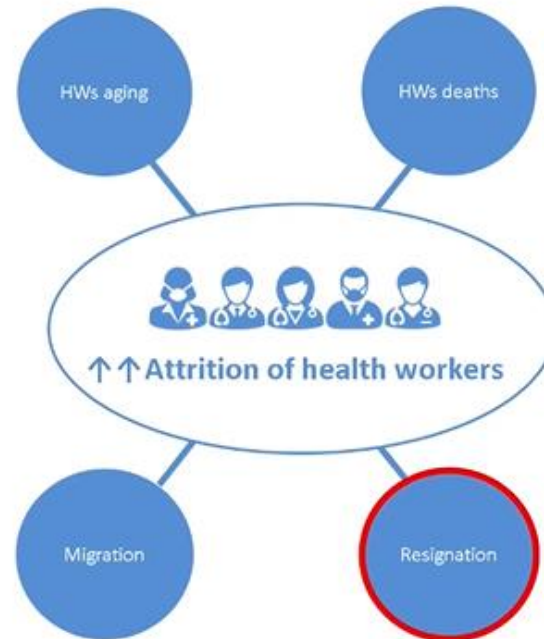 HWs aging
HWs deaths
↑↑Attrition of health workers
Migration
Resignation